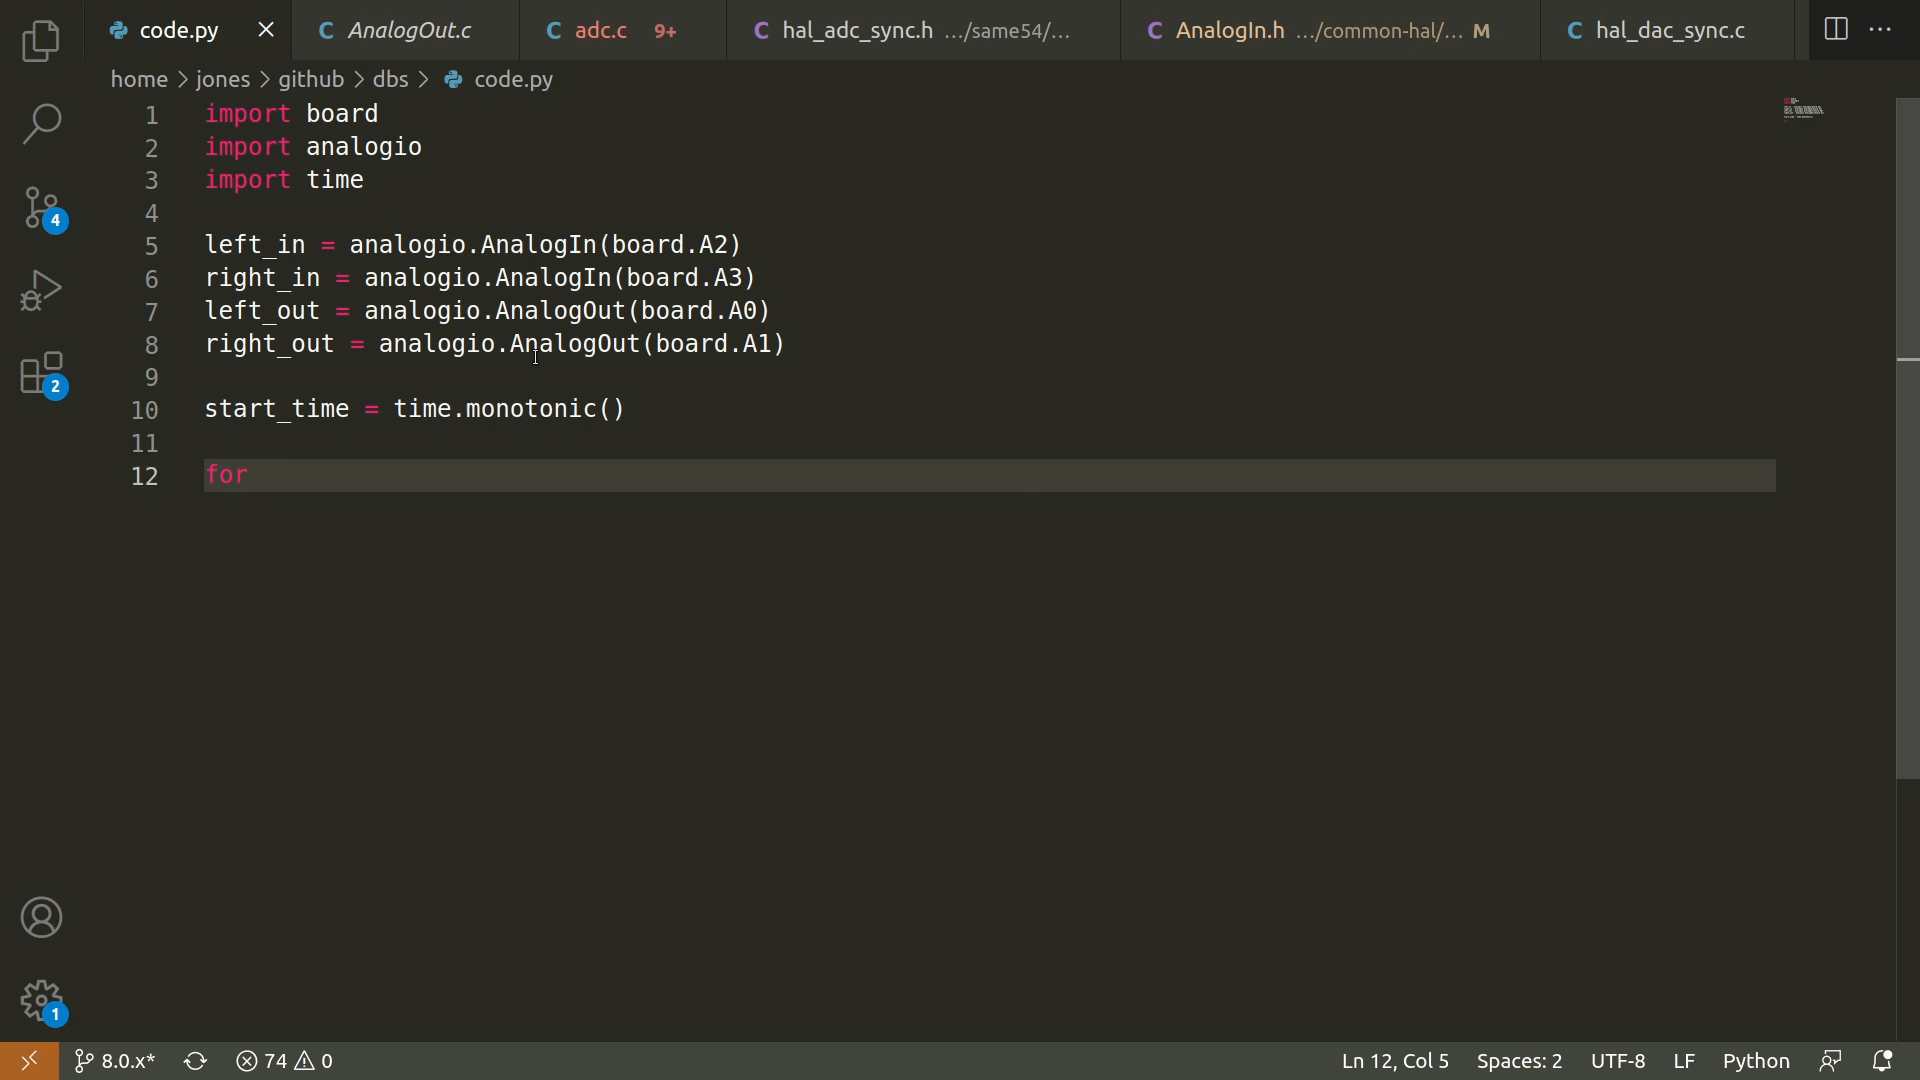 code.py
AnalogOut.c
adc.c 9+
hal_adc_sync.h .../same54/...
AnalogIn.h .../common-hal/... M
hal_dac_sync.c
home > jones > github > dbs > code.py
1 import board
2 import analogio
3 import time
4
5 left_in = analogio.AnalogIn(board.A2)
6 right_in = analogio.AnalogIn(board.A3)
7 left_out = analogio.AnalogOut(board.A0)
8 right_out = analogio.AnalogOut(board.A1)
9
10 start_time = time.monotonic()
11
12 for
4
2
1
8.0.x* 74 0
Ln 12, Col 5 Spaces: 2 UTF-8 LF Python